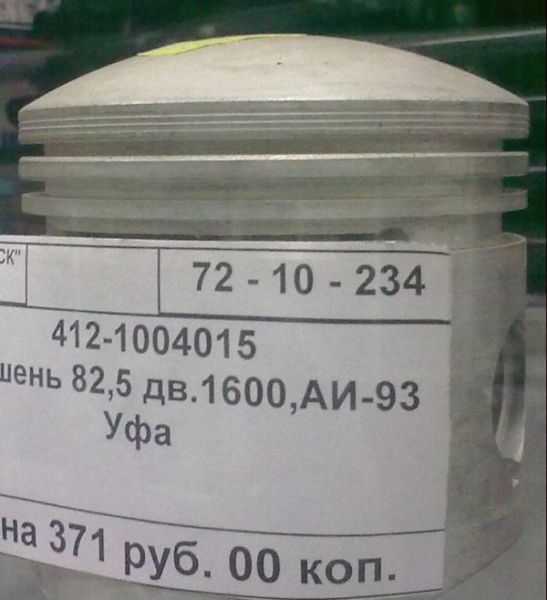 СК"
72 - 10 - 234
412-1004015
шень 82,5 дв.1600,АИ-93
Уфа
на 371 руб. 00 коп.